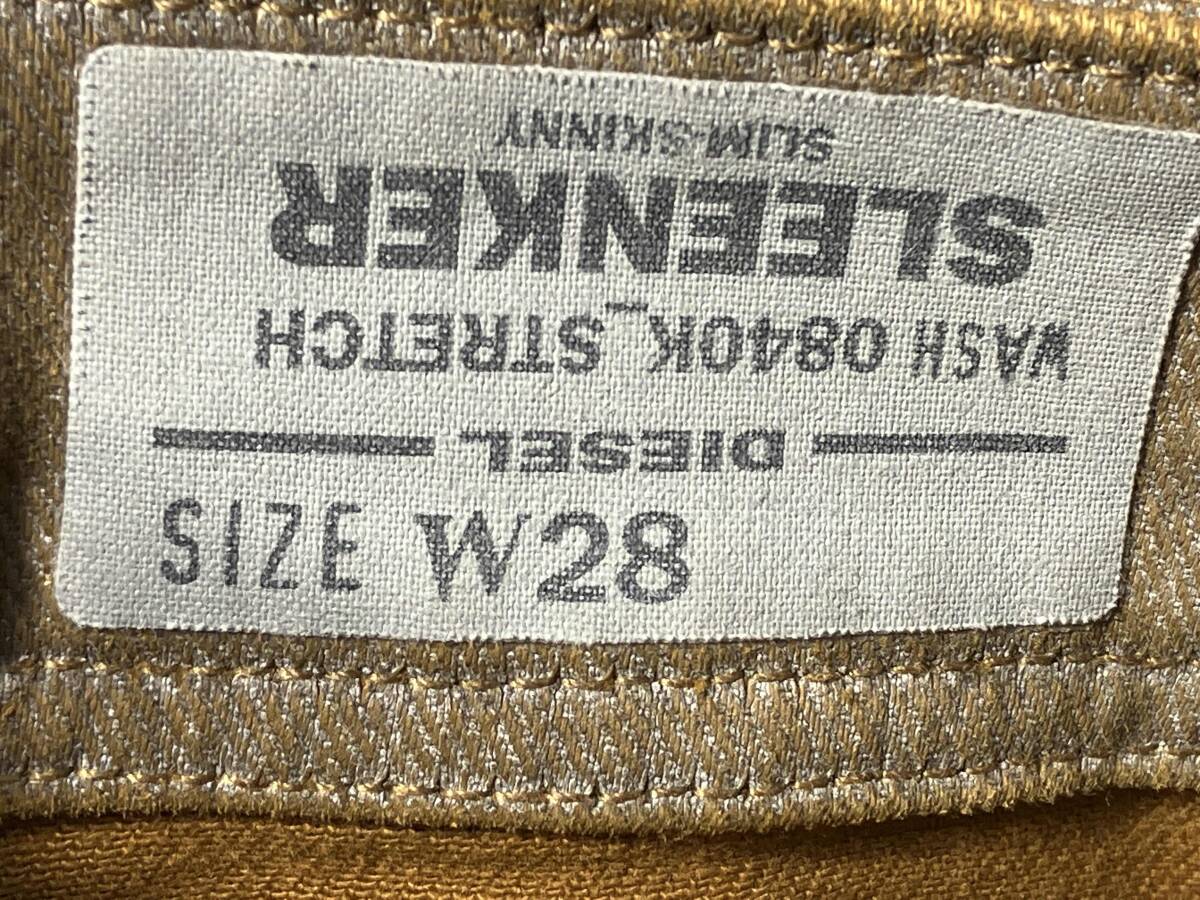 SLIM-SKINNY
SLEENKER
WASH 0840K_STRETCH
DIESEL
SIZE W28